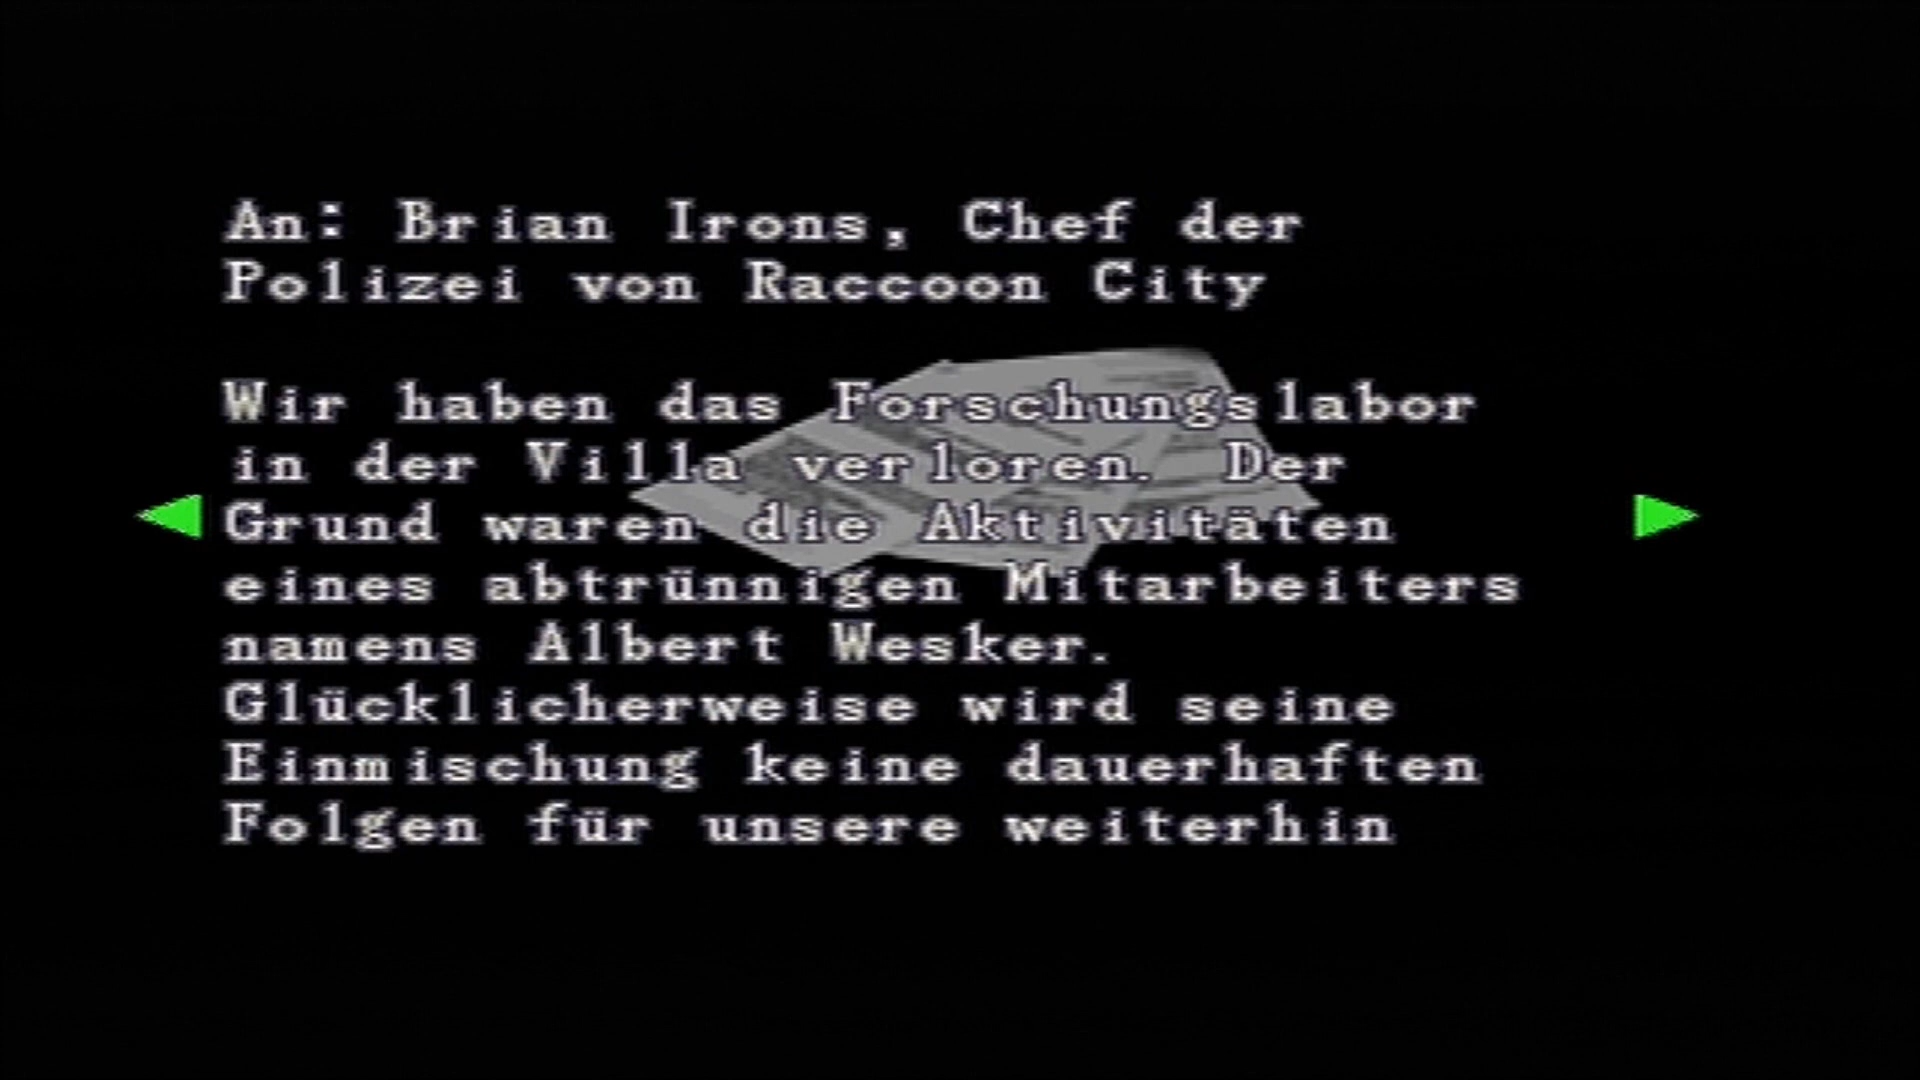 An: Brian Irons, Chef der
Polizei von Raccoon City
Wir haben das Forschungslabor
in der Villa verloren. Der
Grund waren die Aktivitäten
eines abtrünnigen Mitarbeiters
namens Albert Wesker.
Glücklicherweise wird seine
Einmischung keine dauerhaften
Folgen für unsere weiterhin